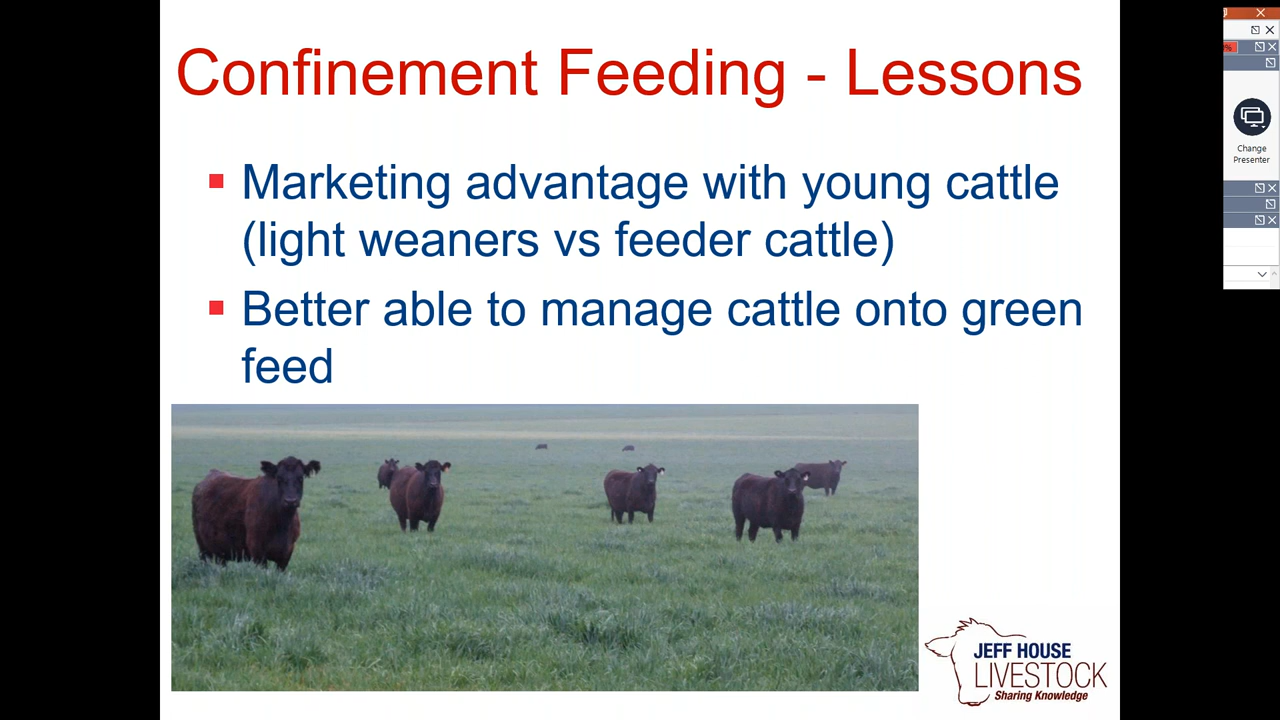 Confinement Feeding - Lessons
Marketing advantage with young cattle
(light weaners vs feeder cattle)
Better able to manage cattle onto green
feed
JEFF HOUSE
LIVESTOCK
Sharing Knowledge
Change
Presenter